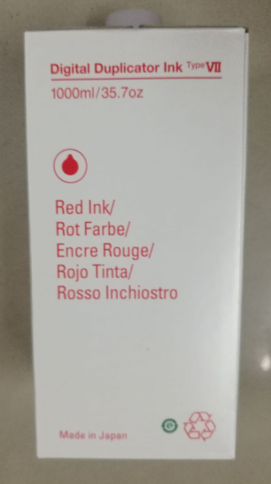 Digital Duplicator Ink Type VII
1000ml/35.7oz
Red Ink/
Rot Farbe/
Encre Rouge/
Rojo Tinta/
Rosso Inchiostro
Made in Japan